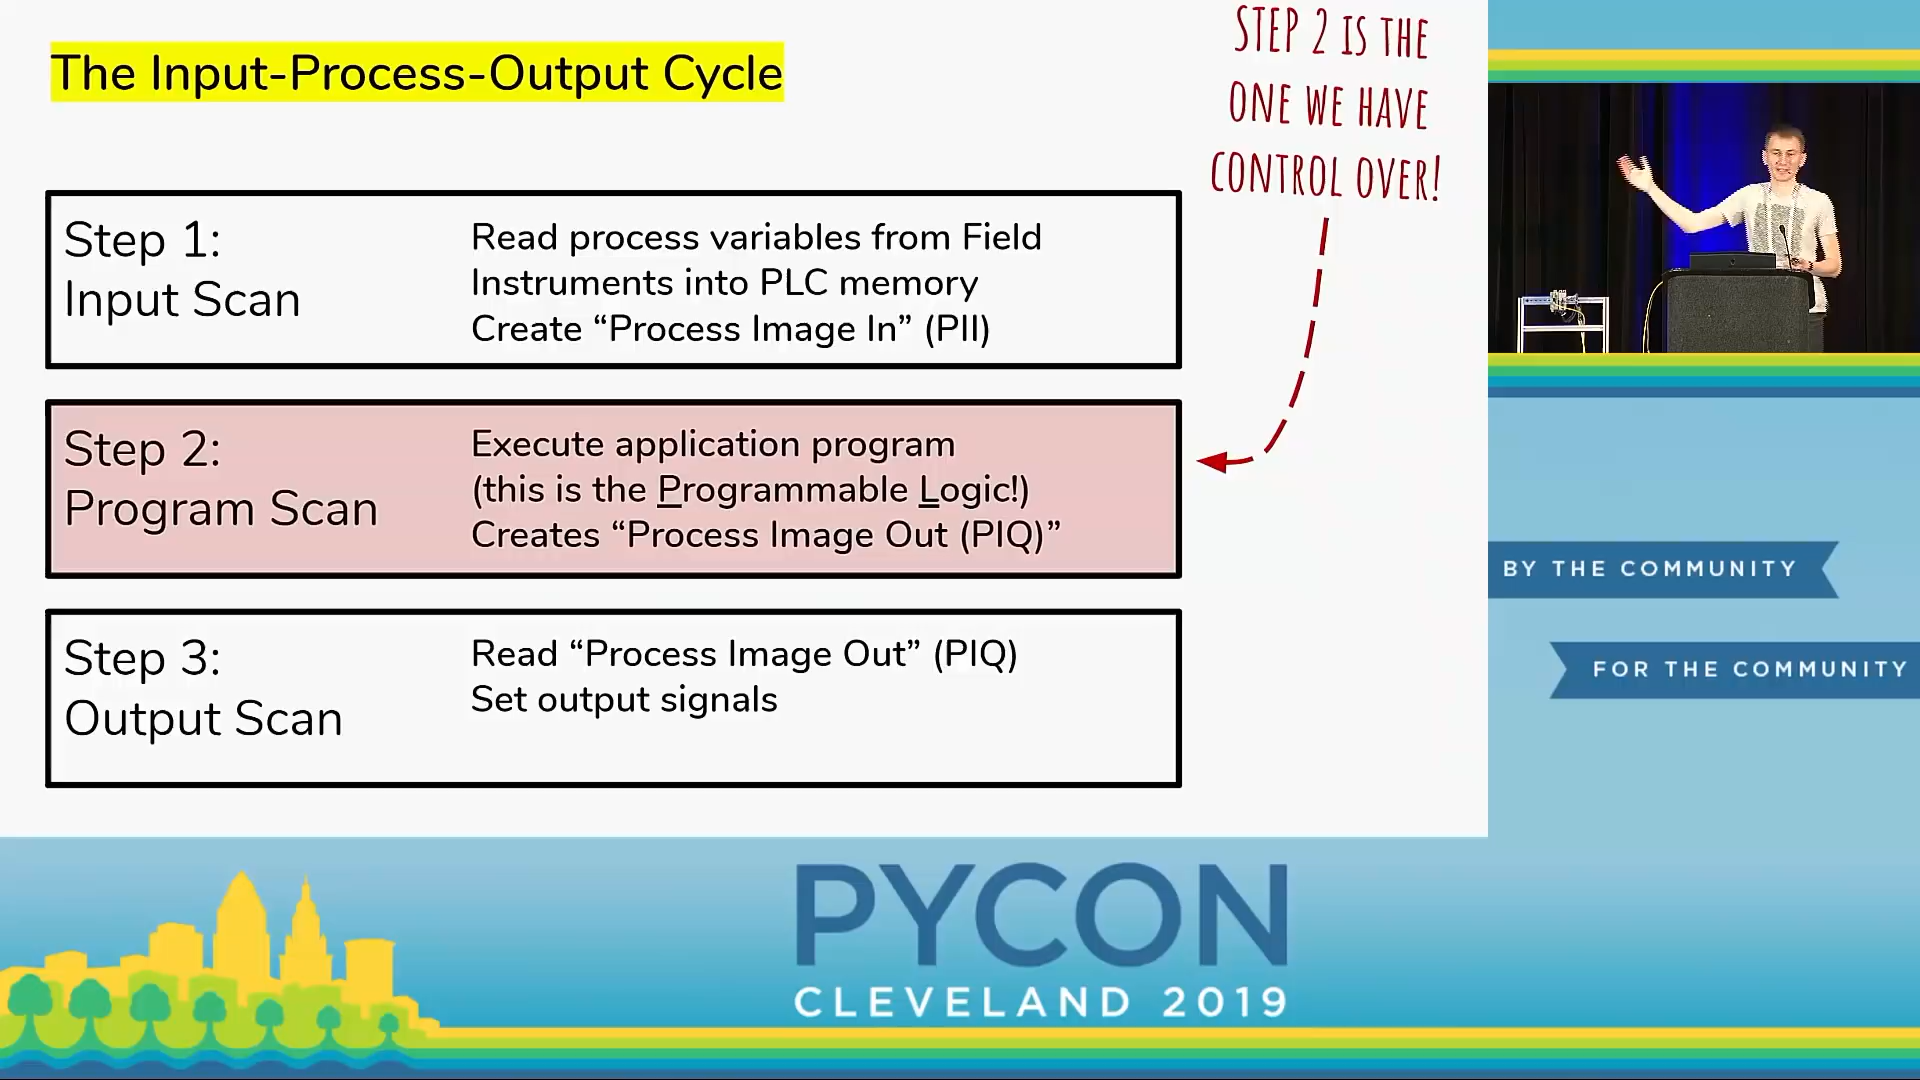 The Input-Process-Output Cycle
STEP 2 IS THE
ONE WE HAVE
CONTROL OVER!
Step 1:
Input Scan
Read process variables from Field
Instruments into PLC memory
Create “Process Image In” (PII)
Step 2:
Program Scan
Execute application program
(this is the Programmable Logic!)
Creates “Process Image Out (PIQ)”
Step 3:
Output Scan
Read “Process Image Out” (PIQ)
Set output signals
BY THE COMMUNITY
FOR THE COMMUNITY
PYCON
CLEVELAND 2019